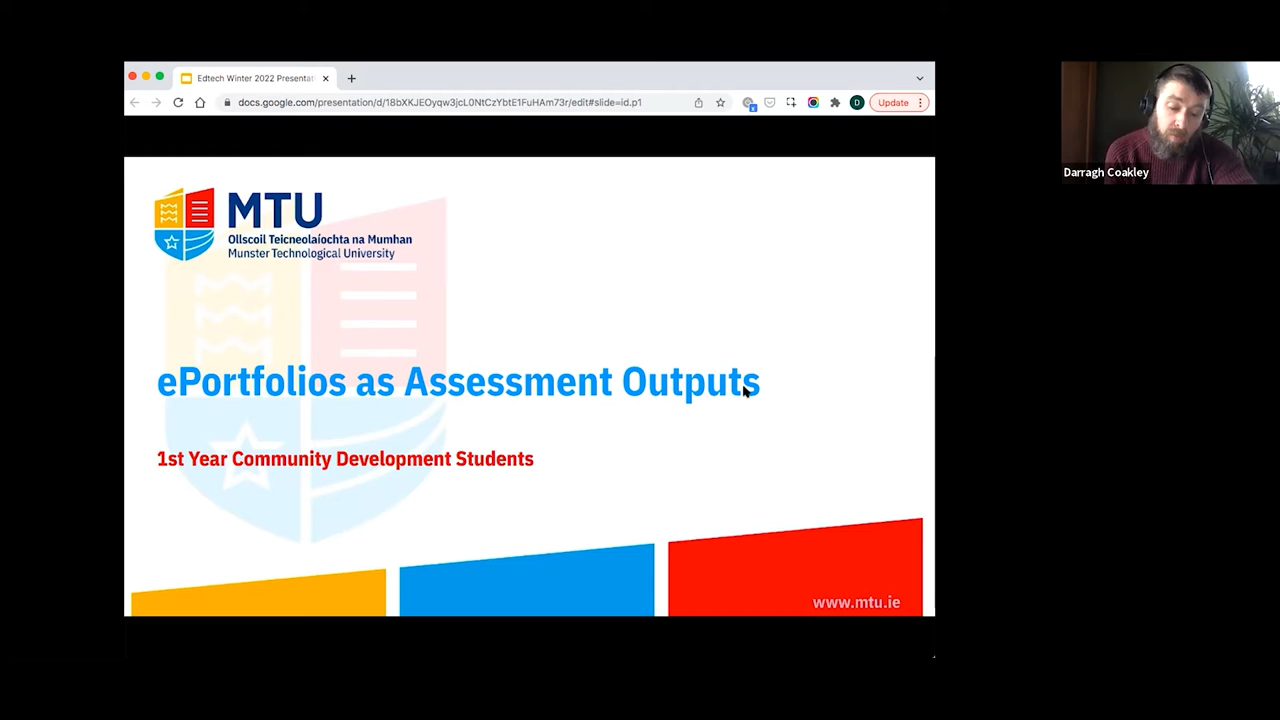 Edtech Winter 2022 Presentat
docs.google.com/presentation/d/18bXKJEOyqw3jcL0NtCzYbtE1FuHAm73r/edit#slide=id.p1
D
Update
Darragh Coakley
MTU
Ollscoil Teicneolaíochta na Mumhan
Munster Technological University
ePortfolios as Assessment Outputs
1st Year Community Development Students
www.mtu.ie